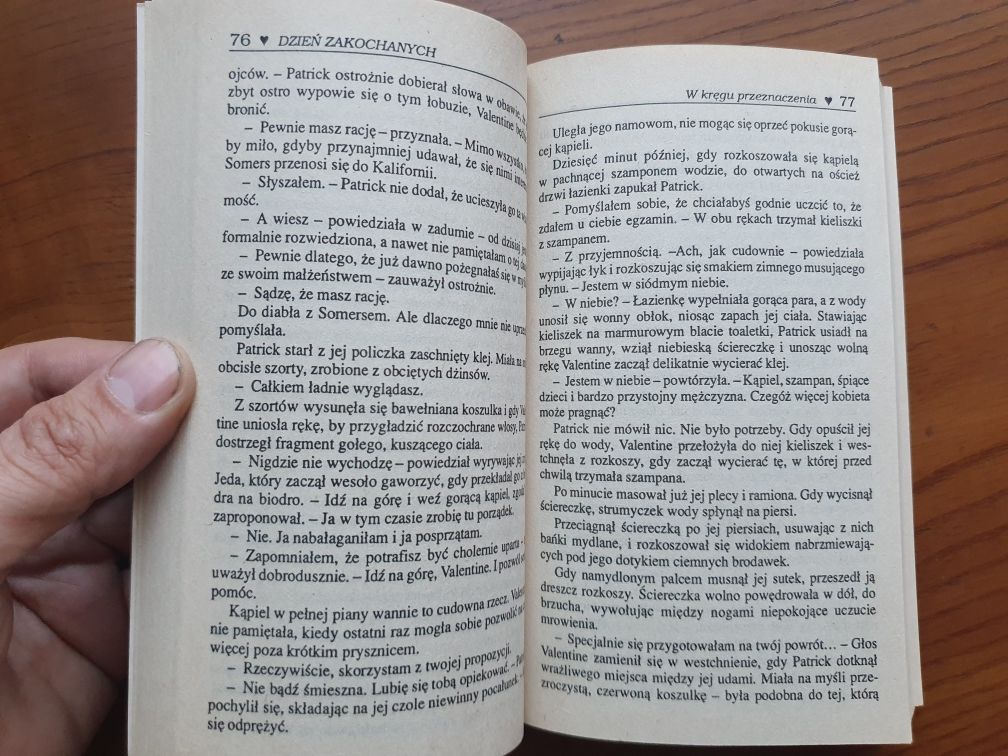 76 ♥ DZIEŃ ZAKOCHANYCH
ojców. – Patrick ostrożnie dobierał słowa w obawie,
zbyt ostro wypowie się o tym łobuzie, Valentine
bronić.
– Pewnie masz rację – przyznała. – Mimo
by miło, gdyby przynajmniej udawał, że się nimi
Somers przenosi się do Kalifornii.
– Słyszałem. – Patrick nie dodał, że ucieszyła go ta
mość.
– A wiesz – powiedziała w zadumie – od dzisiaj
formalnie rozwiedziona, a nawet nie pamiętałam o tej
– Pewnie dlatego, że już dawno pożegnałaś się w
ze swoim małżeństwem – zauważył ostrożnie.
– Sądzę, że masz rację.
Do diabła z Somersem. Ale dlaczego mnie nie
pomyślała.
Patrick starł z jej policzka zaschnięty klej. Miała na
obcisłe szorty, zrobione z obciętych dżinsów.
– Całkiem ładnie wyglądasz.
Z szortów wysunęła się bawełniana koszulka i gdy
tine uniosła rękę, by przygładzić rozczochrane włosy,
dostrzegł fragment gołego, kuszącego ciała.
– Nigdzie nie wychodzę – powiedział wyrywając jej
Jeda, który zaczął wesoło gaworzyć, gdy przekładał go
dra na biodro. – Idź na górę i weź gorącą kąpiel,
zaproponował. – Ja w tym czasie zrobię tu porządek.
– Nie. Ja nabałaganiłam i ja posprzątam.
– Zapomniałem, że potrafisz być cholernie uparta –
uważył dobrodusznie. – Idź na górę, Valentine. I pozwól
pomóc.
Kąpiel w pełnej piany wannie to cudowna rzecz.
nie pamiętała, kiedy ostatni raz mogła sobie pozwolić na
więcej poza krótkim prysznicem.
– Rzeczywiście, skorzystam z twojej propozycji.
– Nie bądź śmieszna. Lubię się tobą opiekować. –
pochylił się, składając na jej czole niewinny pocałunek. –
się odprężyć.
W kręgu przeznaczenia ♥ 77
Uległa jego namowom, nie mogąc się oprzeć pokusie gorą-
cej kąpieli.
Dziesięć minut później, gdy rozkoszowała się kąpielą
w pachnącej szamponem wodzie, do otwartych na oścież
drzwi łazienki zapukał Patrick.
– Pomyślałem sobie, że chciałabyś godnie uczcić to, że
zdałem u ciebie egzamin. – W obu rękach trzymał kieliszki
z szampanem.
– Z przyjemnością. –Ach, jak cudownie – powiedziała
wypijając łyk i rozkoszując się smakiem zimnego musującego
płynu. – Jestem w siódmym niebie.
– W niebie? – Łazienkę wypełniała gorąca para, a z wody
unosił się wonny obłok, niosąc zapach jej ciała. Stawiając
kieliszek na marmurowym blacie toaletki, Patrick usiadł na
brzegu wanny, wziął niebieską ściereczkę i unosząc wolną
rękę Valentine zaczął delikatnie wycierać klej.
– Jestem w niebie – powtórzyła. – Kąpiel, szampan, śpiące
dzieci i bardzo przystojny mężczyzna. Czegóż więcej kobieta
może pragnąć?
Patrick nie mówił nic. Nie było potrzeby. Gdy opuścił jej
rękę do wody, Valentine przełożyła do niej kieliszek i wes-
tchnęła z rozkoszy, gdy zaczął wycierać tę, w której przed
chwilą trzymała szampana.
Po minucie masował już jej plecy i ramiona. Gdy wycisnął
ściereczkę, strumyczek wody spłynął na piersi.
Przeciągnął ściereczką po jej piersiach, usuwając z nich
bańki mydlane, i rozkoszował się widokiem nabrzmiewają-
cych pod jego dotykiem ciemnych brodawek.
Gdy namydlonym palcem musnął jej sutek, przeszedł ją
dreszcz rozkoszy. Ściereczka wolno powędrowała w dół, do
brzucha, wywołując między nogami niepokojące uczucie
mrowienia.
– Specjalnie się przygotowałam na twój powrót... – Głos
Valentine zamienił się w westchnienie, gdy Patrick dotknął
wrażliwego miejsca między jej udami. Miała na myśli prze-
zroczystą, czerwoną koszulkę – była podobna do tej, którą